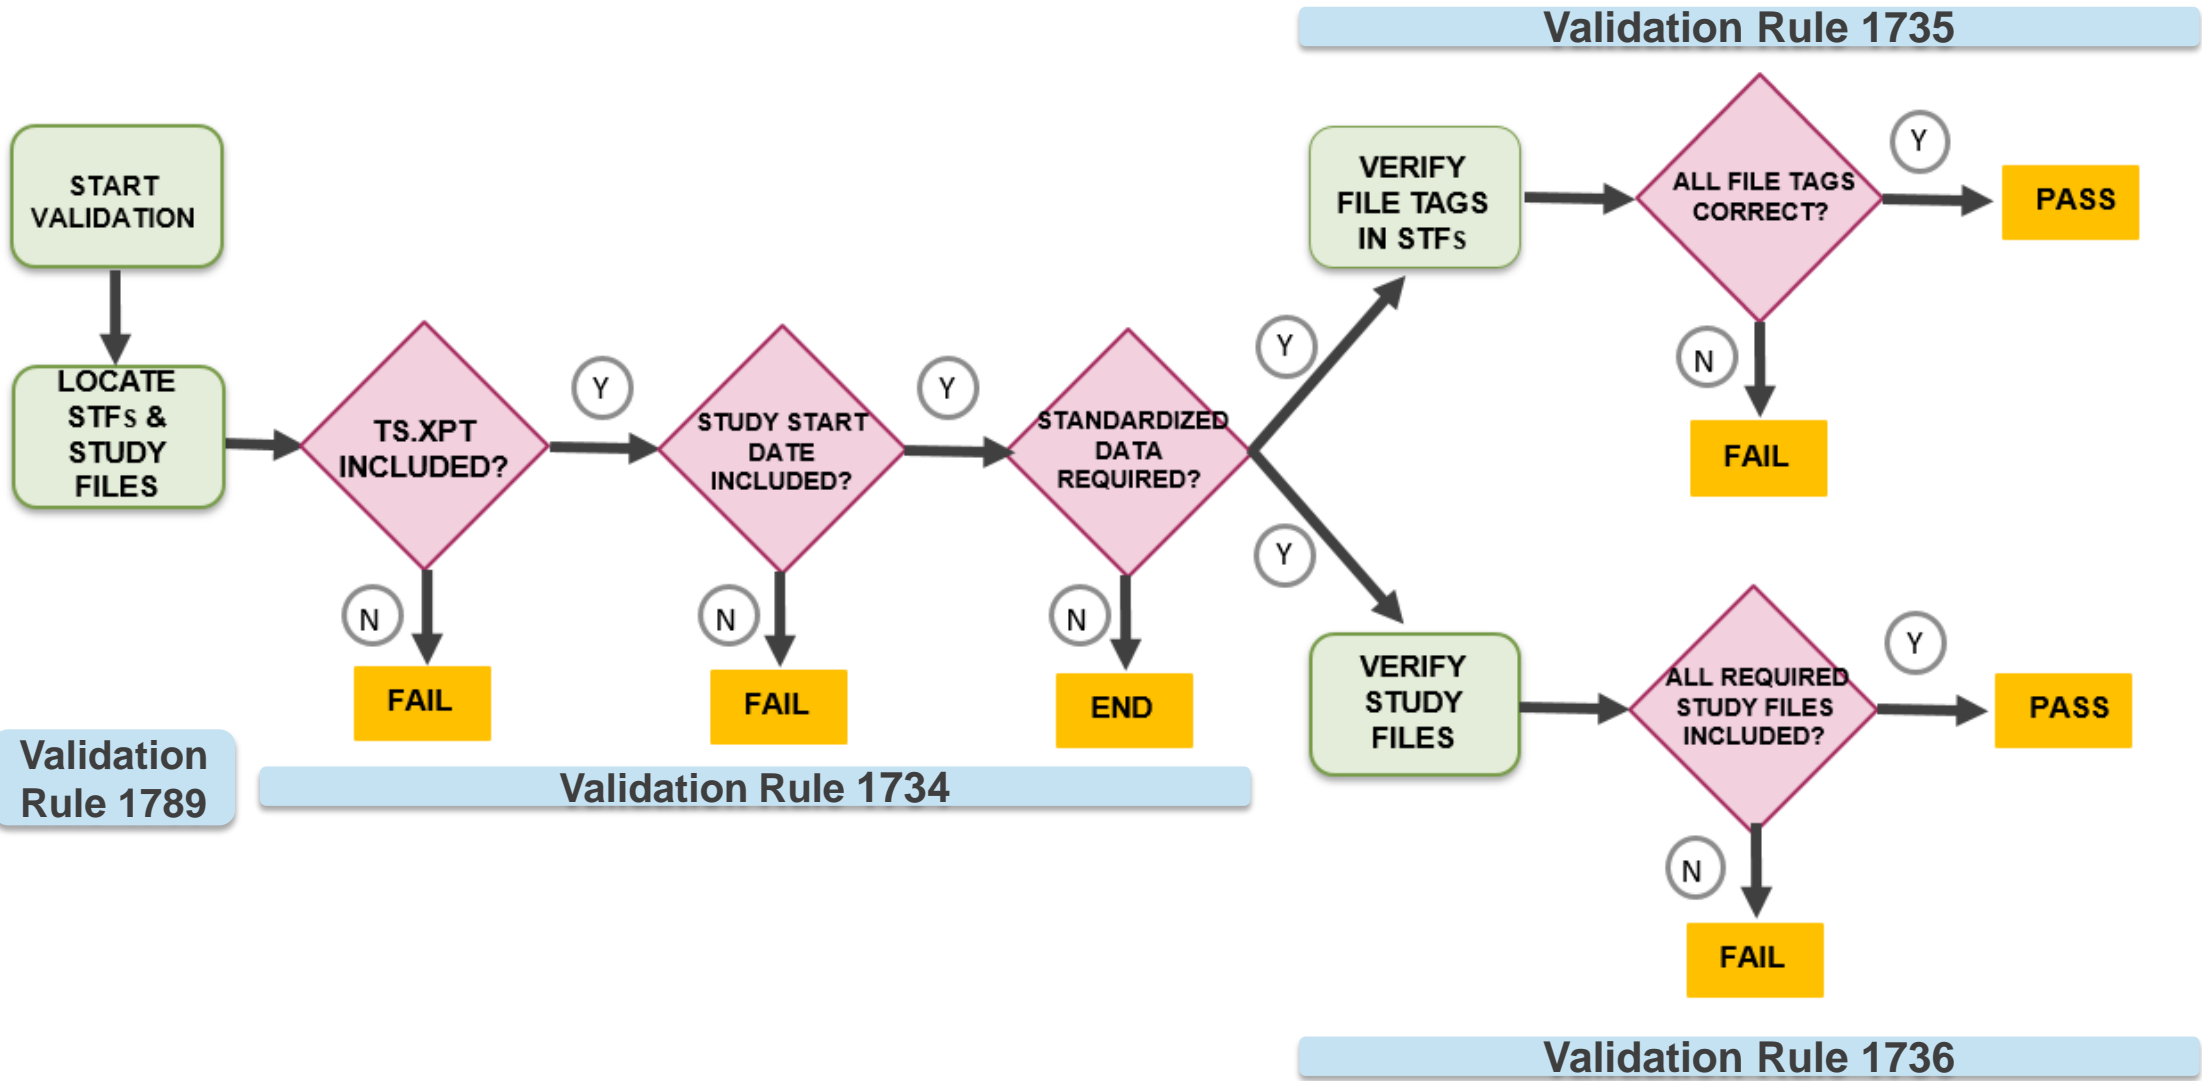 Validation Rule 1735
START
VALIDATION
LOCATE
STFs &
STUDY
FILES
TS.XPT
INCLUDED?
Y
N
FAIL
STUDY START
DATE
INCLUDED?
Y
N
FAIL
STANDARDIZED
DATA
REQUIRED?
N
END
Y
VERIFY
FILE TAGS
IN STFs
ALL FILE TAGS
CORRECT?
Y
PASS
N
FAIL
Y
VERIFY
STUDY
FILES
ALL REQUIRED
STUDY FILES
INCLUDED?
Y
PASS
N
FAIL
Validation
Rule 1789
Validation Rule 1734
Validation Rule 1736